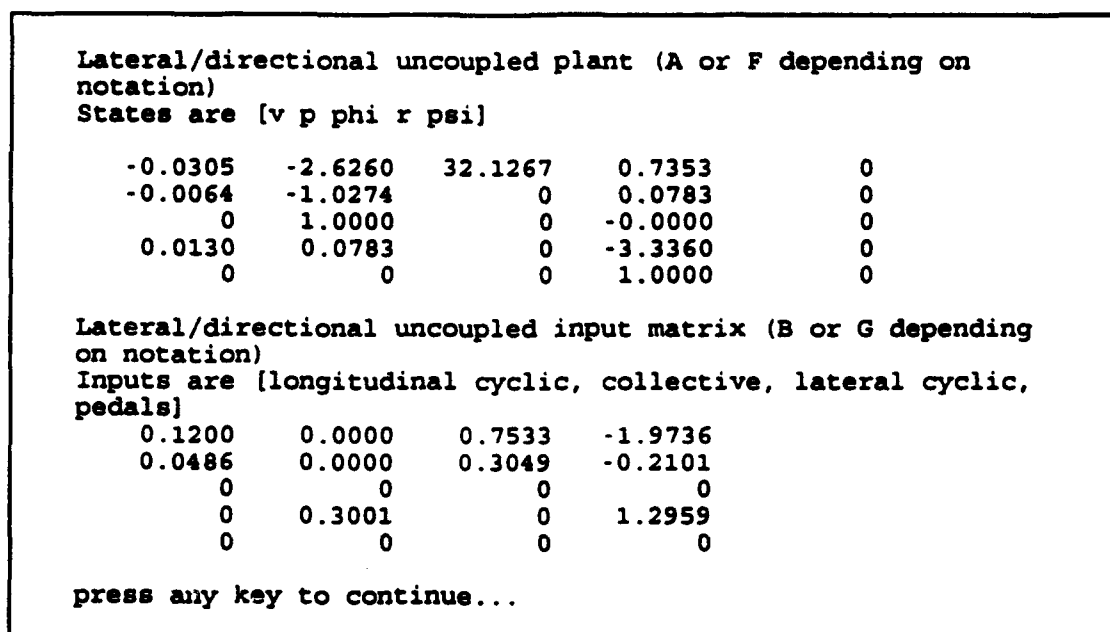 Lateral/directional uncoupled plant (A or F depending on
notation)
States are [v p phi r psi]
-0.0305 -2.6260 32.1267 0.7353 0
-0.0064 -1.0274 0 0.0783 0
0 1.0000 0 -0.0000 0
0.0130 0.0783 0 -3.3360 0
0 0 0 1.0000 0
Lateral/directional uncoupled input matrix (B or G depending
on notation)
Inputs are [longitudinal cyclic, collective, lateral cyclic,
pedals]
0.1200 0.0000 0.7533 -1.9736
0.0486 0.0000 0.3049 -0.2101
0 0 0 0
0 0.3001 0 1.2959
0 0 0 0
press any key to continue...